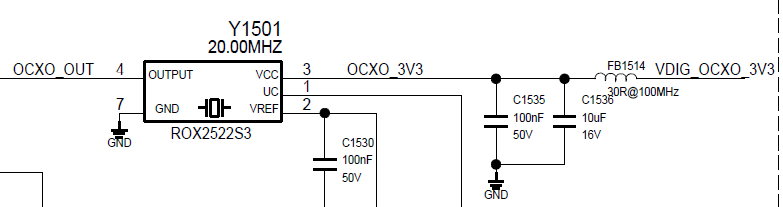 Y1501
20.00MHZ
OCXO_OUT 4 OUTPUT VCC 3 OCXO_3V3 FB1514 VDIG_OCXO_3V3
30R@100MHz
UC 1
7 GND VREF 2
GND
ROX2522S3
C1530
100nF
50V
C1535
100nF
50V
C1536
10uF
16V
GND